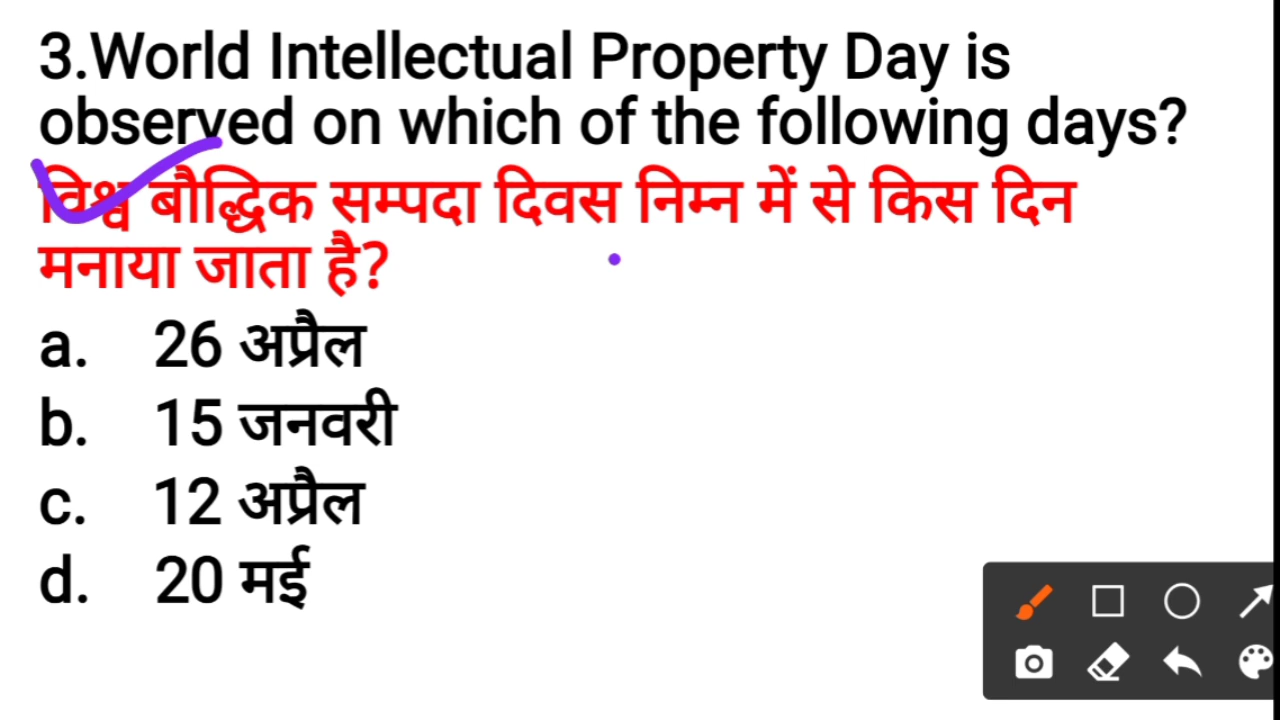 3.World Intellectual Property Day is
observed on which of the following days?
विश्व बौद्धिक सम्पदा दिवस निम्न में से किस दिन
मनाया जाता है?
a. 26 अप्रैल
b. 15 जनवरी
c. 12 अप्रैल
d. 20 मई